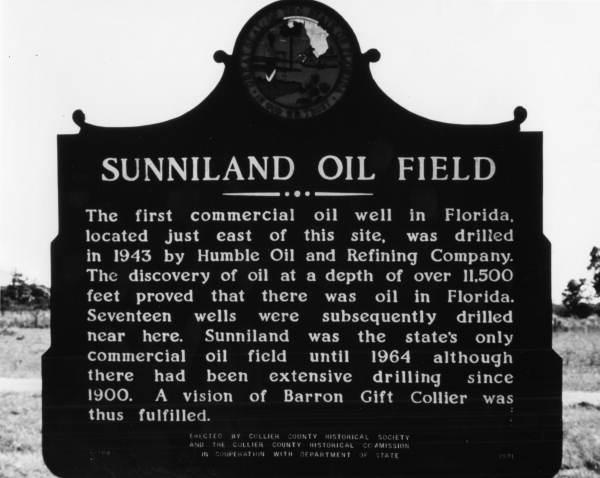 SUNNILAND OIL FIELD
The first commercial oil well in Florida,
located just east of this site, was drilled
in 1943 by Humble Oil and Refining Company.
The discovery of oil at a depth of over 11,500
feet proved that there was oil in Florida.
Seventeen wells were subsequently drilled
near here. Sunniland was the state's only
commercial oil field until 1964 although
there had been extensive drilling since
1900. A vision of Barron Gift Collier was
thus fulfilled.
ERECTED BY COLLIER COUNTY HISTORICAL SOCIETY
AND THE COLLIER COUNTY HISTORICAL COMMISSION
IN COOPERATION WITH DEPARTMENT OF STATE